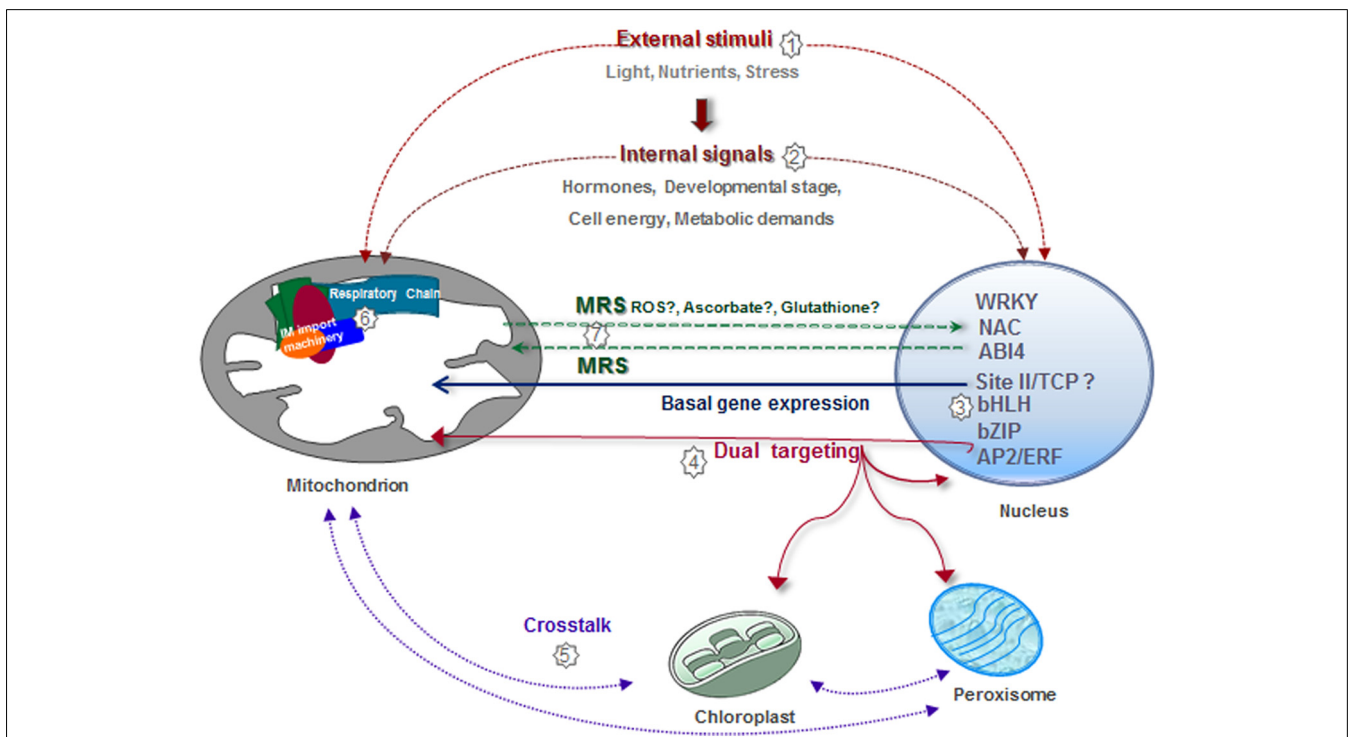 External stimuli 1
Light, Nutrients, Stress
Internal signals 2
Hormones, Developmental stage,
Cell energy, Metabolic demands
Respiratory Chain
6
IM import
machinery
MRS ROS?, Ascorbate?, Glutathione?
7
MRS
Basal gene expression
WRKY
NAC
ABI4
Site II/TCP ?
3 bHLH
bZIP
AP2/ERF
4 Dual targeting
Mitochondrion
Nucleus
Crosstalk
5
Chloroplast
Peroxisome